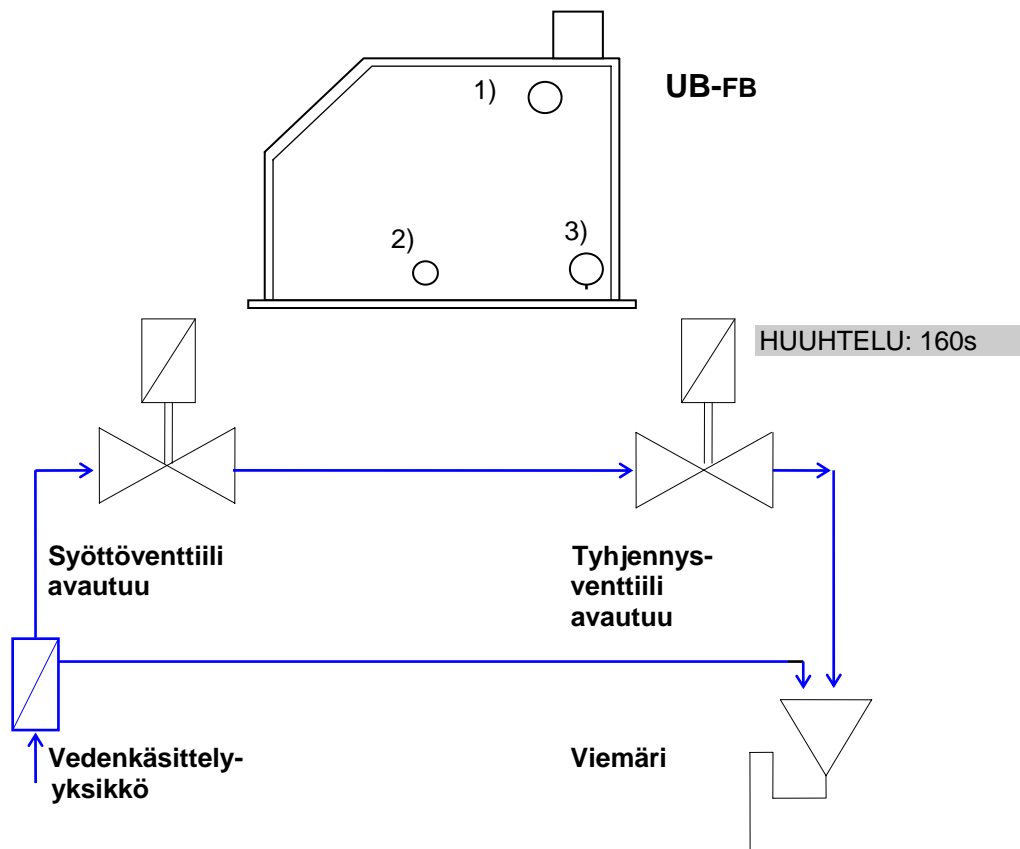 1)
UB-FB
2)
3)
HUUHTELU: 160s
Syöttöventtiili
avautuu
Tyhjennys-
venttiili
avautuu
Vedenkäsittely-
yksikkö
Viemäri